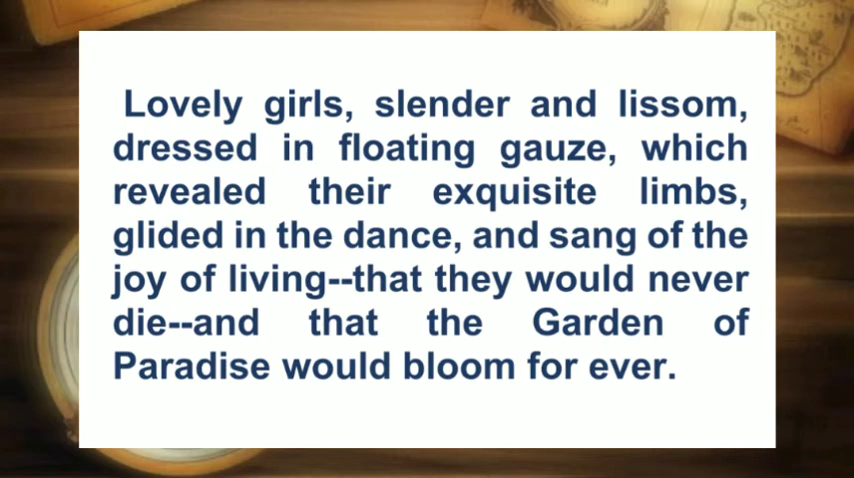 Lovely girls, slender and lissom,
dressed in floating gauze, which
revealed their exquisite limbs,
glided in the dance, and sang of the
joy of living--that they would never
die--and that the Garden of
Paradise would bloom for ever.